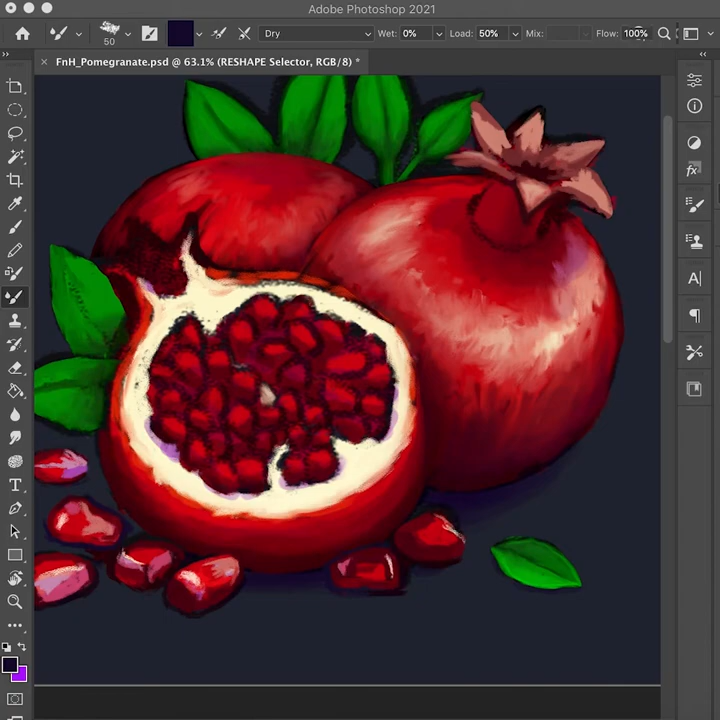 Adobe Photoshop 2021
50
Dry
Wet: 0%
Load: 50%
Mix:
Flow: 100%
FnH_Pomegranate.psd @ 63.1% (RESHAPE Selector, RGB/8) *